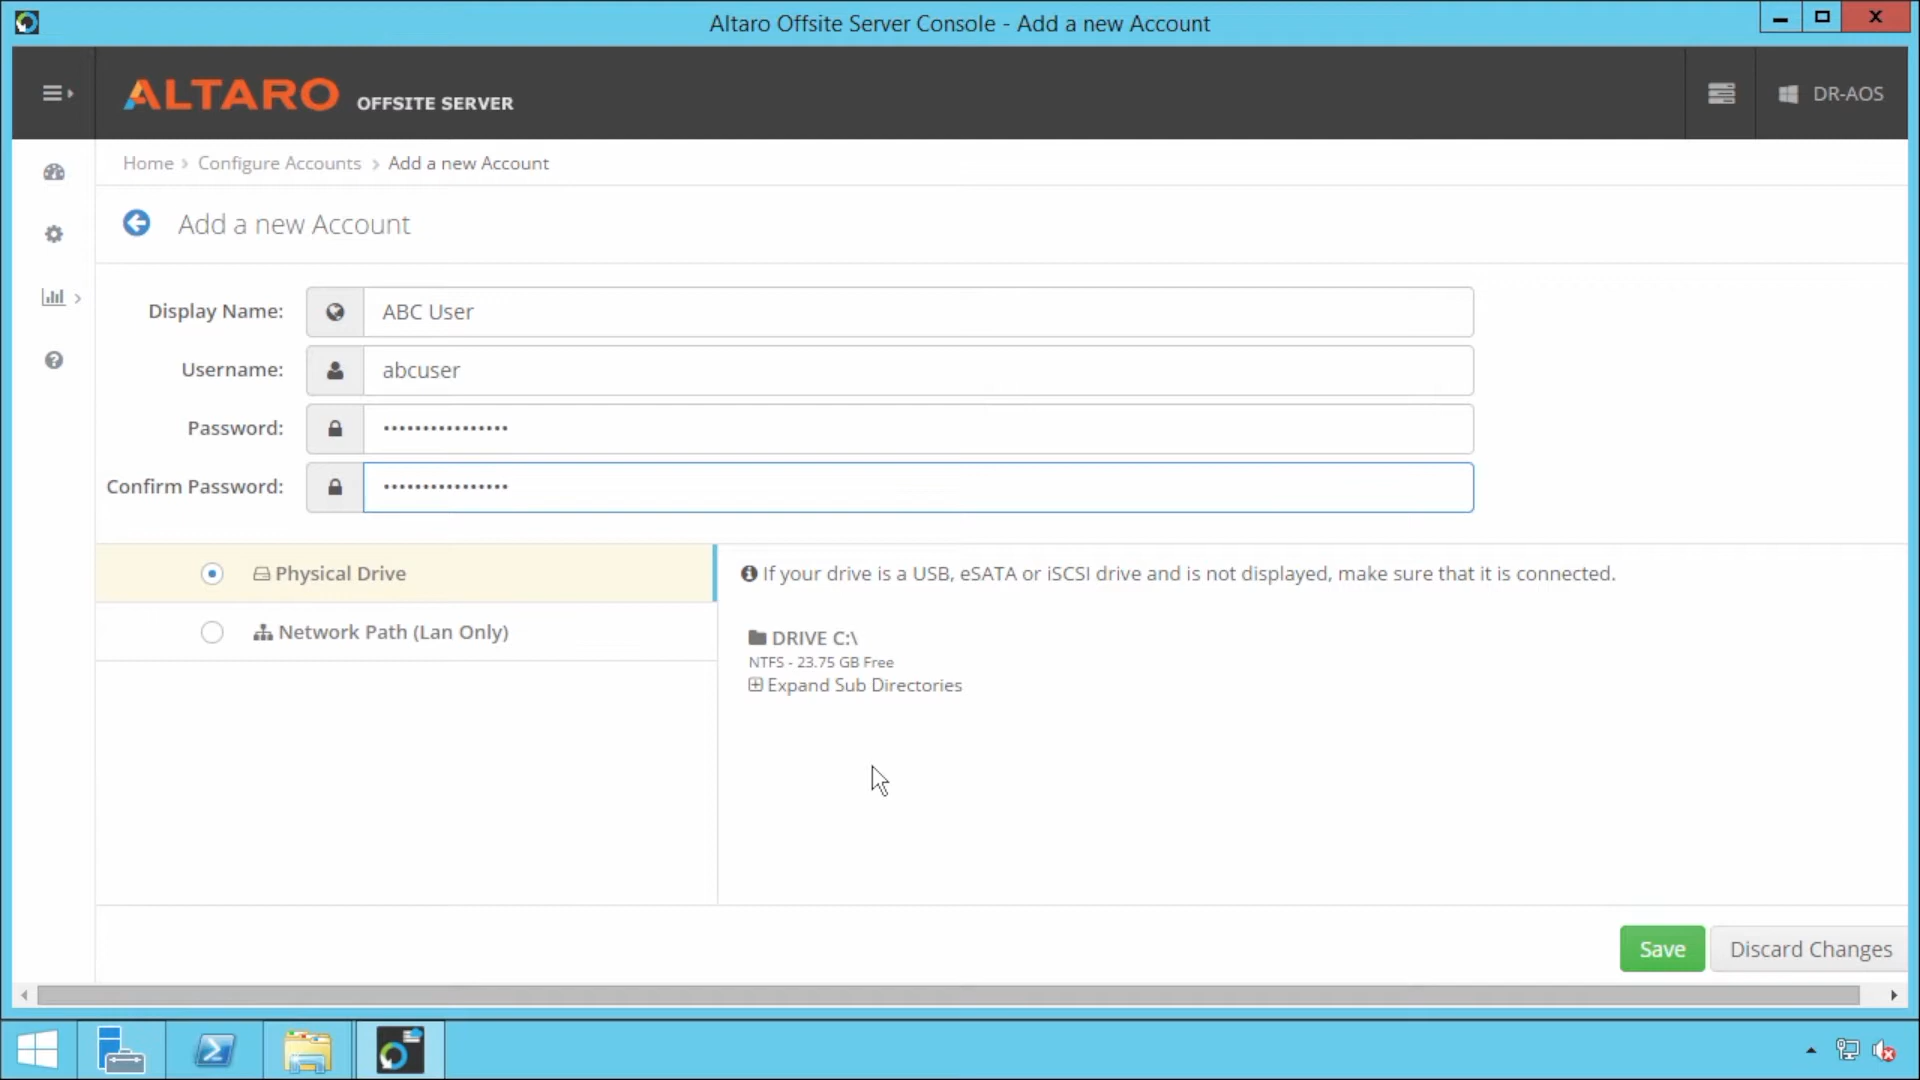 Altaro Offsite Server Console - Add a new Account
ALTARO OFFSITE SERVER
DR-AOS
Home › Configure Accounts › Add a new Account
Add a new Account
Display Name: ABC User
Username: abcuser
Password: ••••••••••••••••
Confirm Password: ••••••••••••••••
Physical Drive
Network Path (Lan Only)
If your drive is a USB, eSATA or iSCSI drive and is not displayed, make sure that it is connected.
DRIVE C:\
NTFS - 23.75 GB Free
Expand Sub Directories
Save
Discard Changes